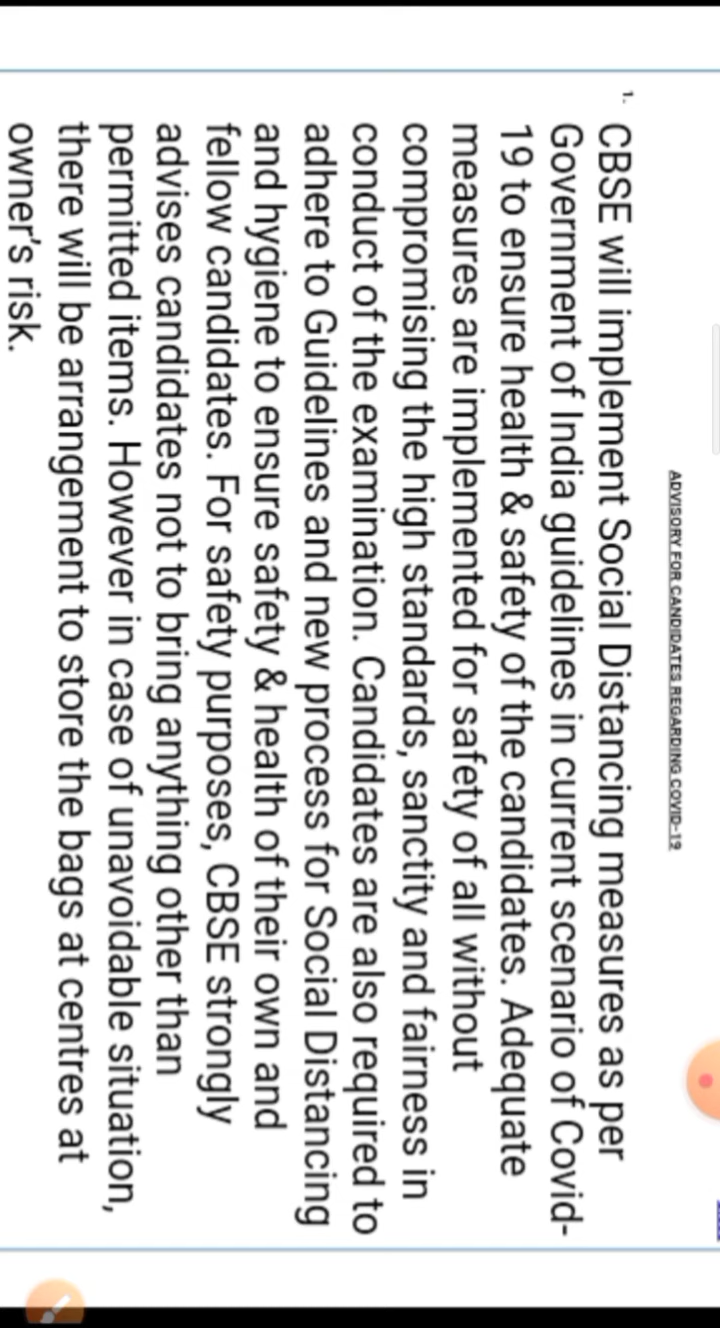 ADVISORY FOR CANDIDATES REGARDING COVID-19
1. CBSE will implement Social Distancing measures as per
Government of India guidelines in current scenario of Covid-
19 to ensure health & safety of the candidates. Adequate
measures are implemented for safety of all without
compromising the high standards, sanctity and fairness in
conduct of the examination. Candidates are also required to
adhere to Guidelines and new process for Social Distancing
and hygiene to ensure safety & health of their own and
fellow candidates. For safety purposes, CBSE strongly
advises candidates not to bring anything other than
permitted items. However in case of unavoidable situation,
there will be arrangement to store the bags at centres at
owner's risk.